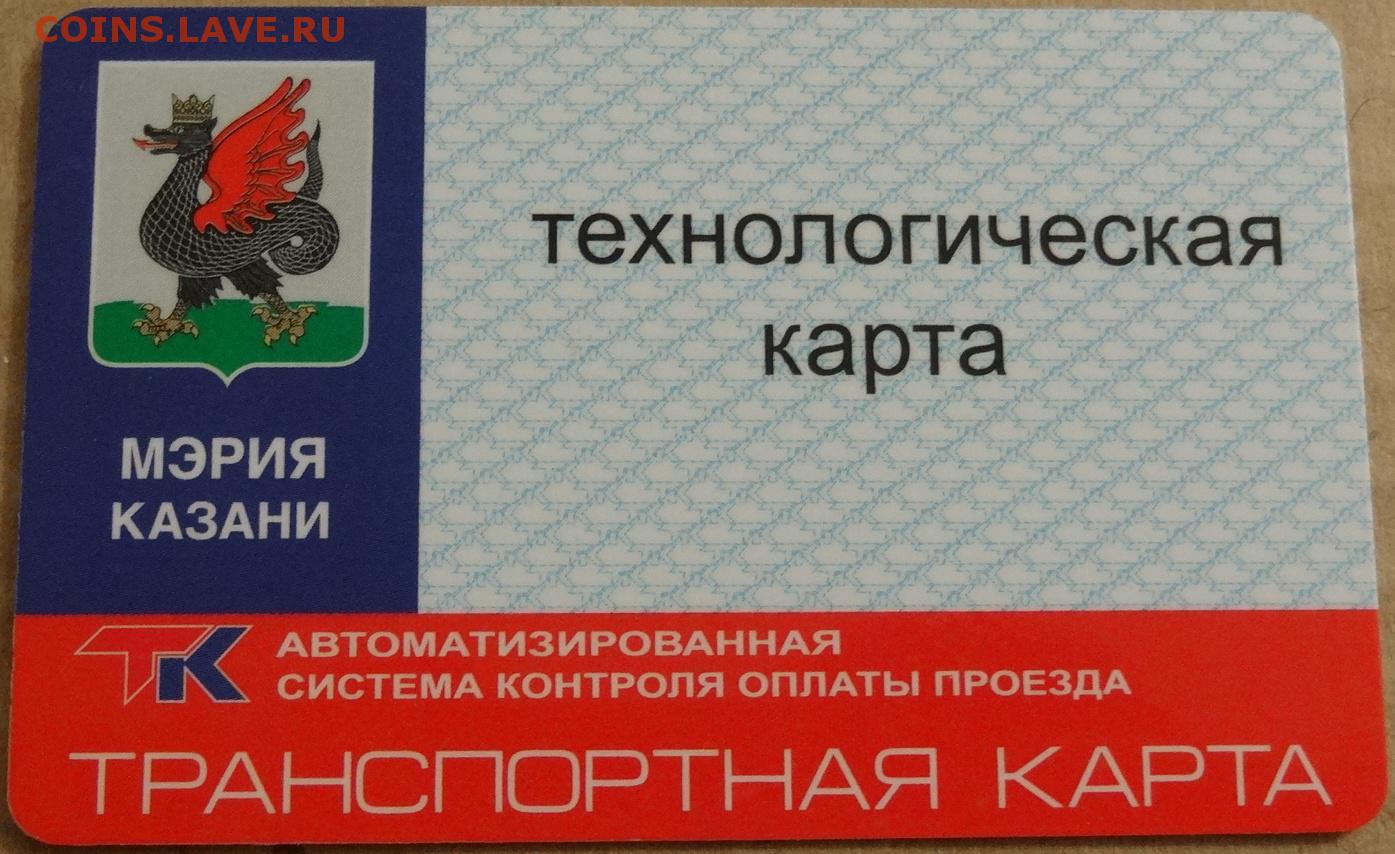 COINS.LAVE.RU
технологическая
карта
МЭРИЯ
КАЗАНИ
ТК
АВТОМАТИЗИРОВАННАЯ
СИСТЕМА КОНТРОЛЯ ОПЛАТЫ ПРОЕЗДА
ТРАНСПОРТНАЯ КАРТА